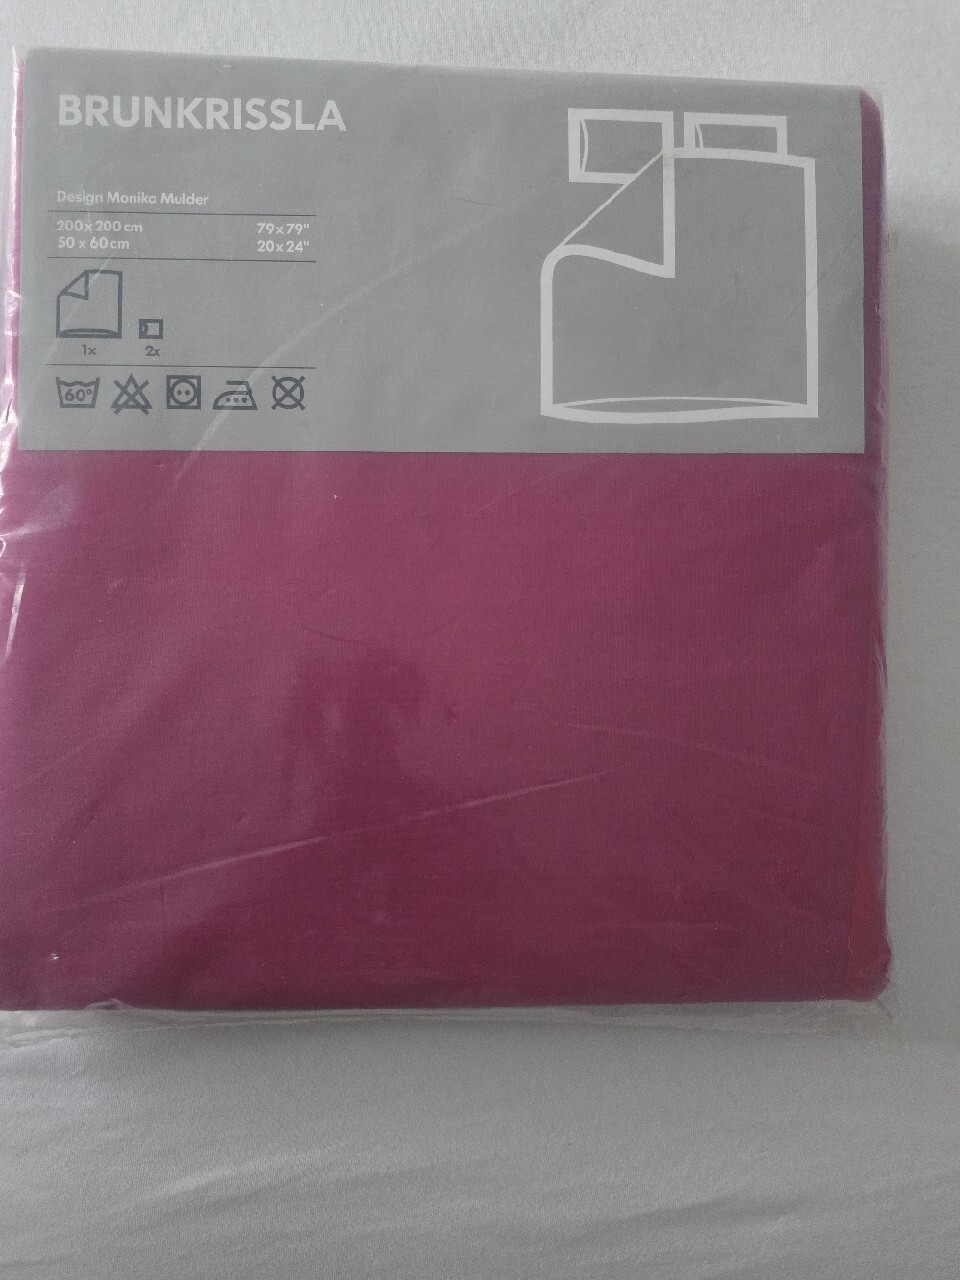 BRUNKRISSLA
Design Monika Mulder
200x200 cm 79x79"
50 x 60cm 20x24"
1x 2x
60°